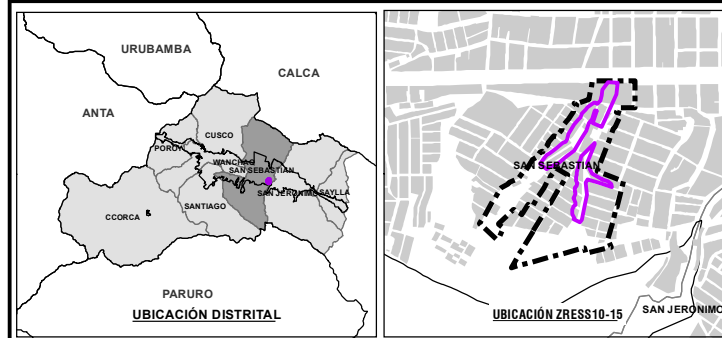 URUBAMBA
CALCA
ANTA
CUSCO
POROY
WANCHAQ
SAN SEBASTIAN
SAN JERONIMO
SAYLLA
SANTIAGO
CCORCA
PARURO
UBICACIÓN DISTRITAL
SAN SEBASTIAN
SAN JERONIMO
UBICACIÓN ZRESS10-15